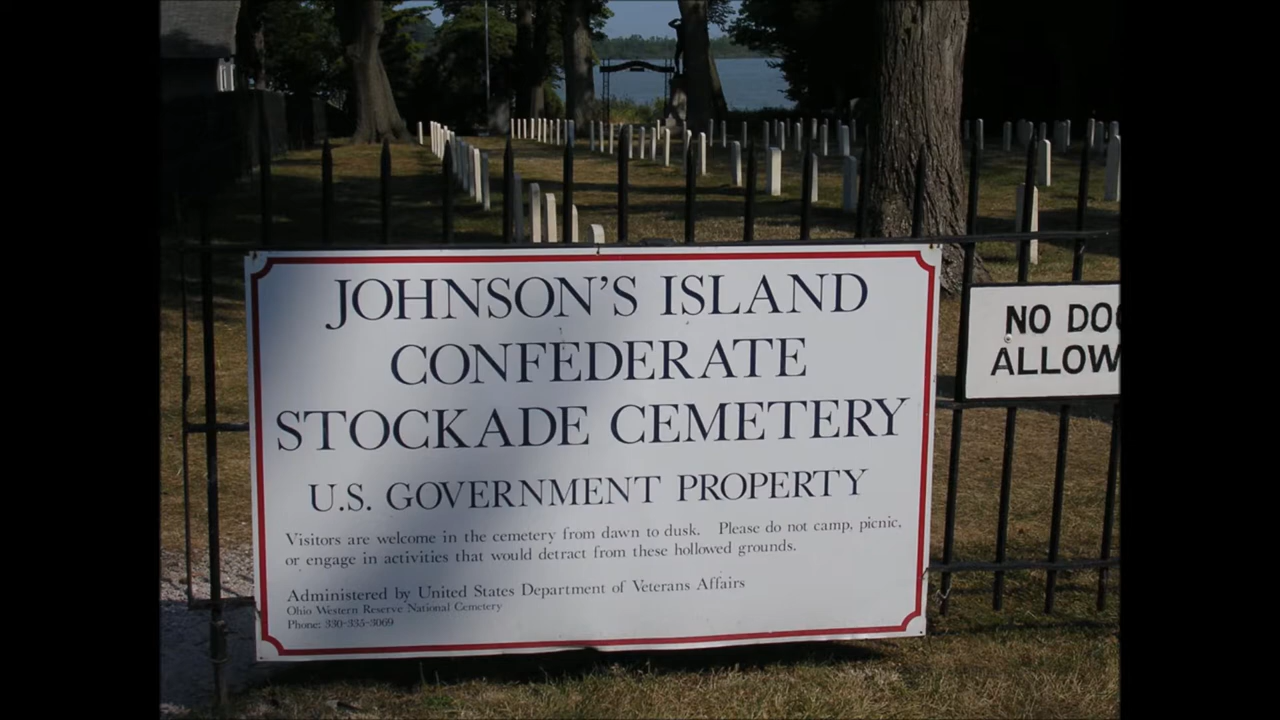 JOHNSON'S ISLAND
CONFEDERATE
STOCKADE CEMETERY
U.S. GOVERNMENT PROPERTY
Visitors are welcome in the cemetery from dawn to dusk. Please do not camp, picnic,
or engage in activities that would detract from these hollowed grounds.
Administered by United States Department of Veterans Affairs
Ohio Western Reserve National Cemetery
Phone: 330-335-3069
NO DO
ALLOW